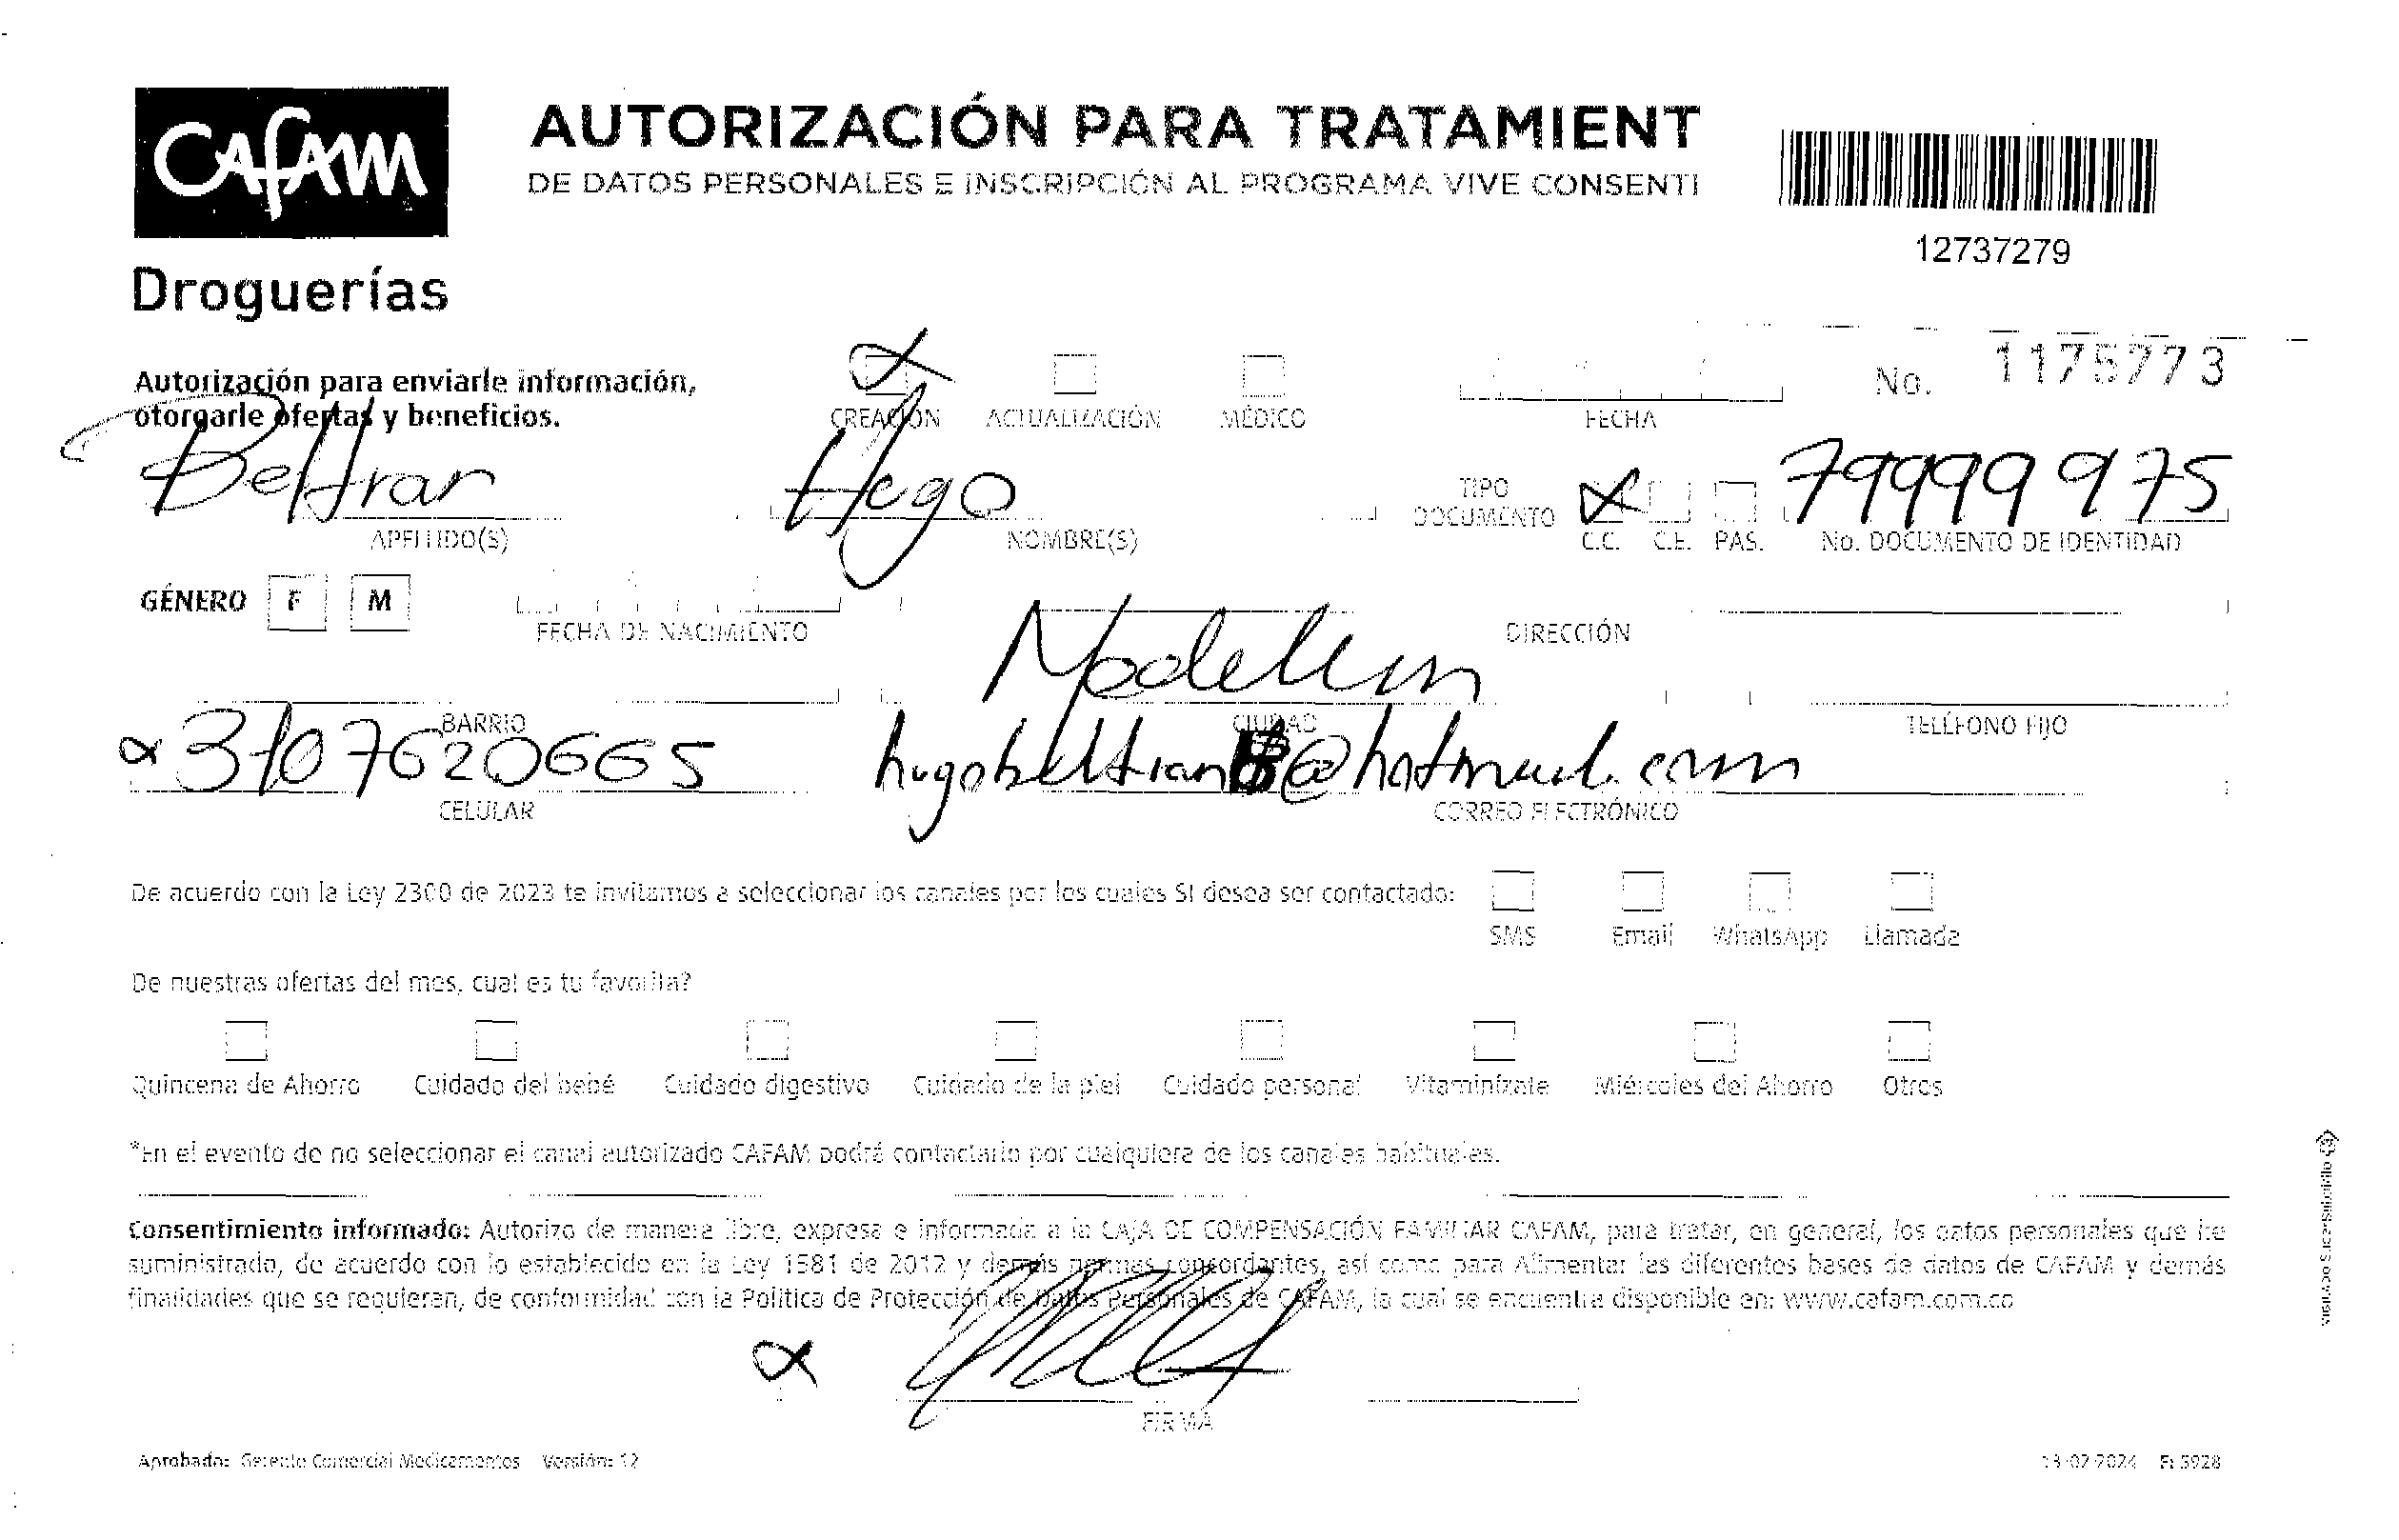 CAFAM
Droguerías
AUTORIZACIÓN PARA TRATAMIENT
DE DATOS PERSONALES E INSCRIPCIÓN AL PROGRAMA VIVE CONSENTI
12737279
Autorización para enviarle información,
otorgarle ofertas y beneficios.
CREACIÓN ACTUALIZACIÓN MÉDICO FECHA No. 1175773
Beltran Hugo TIPO DOCUMENTO 79999975
APELLIDO(S) NOMBRE(S) C.C. C.E. PAS. No. DOCUMENTO DE IDENTIDAD
GÉNERO F M
FECHA DE NACIMIENTO DIRECCIÓN
Medellin
BARRIO CIUDAD TELÉFONO FIJO
3107620665 @hotmail.com
CELULAR CORREO ELECTRÓNICO
De acuerdo con la Ley 2300 de 2023 te invitamos a seleccionar los canales por los cuales SI desea ser contactado:
SMS Email WhatsApp Llamada
De nuestras ofertas del mes, cual es tu favorita?
Quincena de Ahorro Cuidado del bebé Cuidado digestivo Cuidado de la piel Cuidado personal Vitamínizate Miércoles del Ahorro Otros
*En el evento de no seleccionar el canal autorizado CAFAM podrá contactarlo por cualquiera de los canales habituales.
Consentimiento informado: Autorizo de manera libre, expresa e informada a la CAJA DE COMPENSACIÓN FAMILIAR CAFAM, para tratar, en general, los datos personales que he
suministrado, de acuerdo con lo establecido en la Ley 1581 de 2012 y demás normas concordantes, así como para Alimentar las diferentes bases de datos de CAFAM y demás
finalidades que se requieran, de conformidad con la Política de Protección de Datos Personales de CAFAM, la cual se encuentra disponible en: www.cafam.com.co
FIRMA
Aprobado: Gerente Comercial Medicamentos Versión: 12
F: 5928
VIGILADO SuperSubsidio